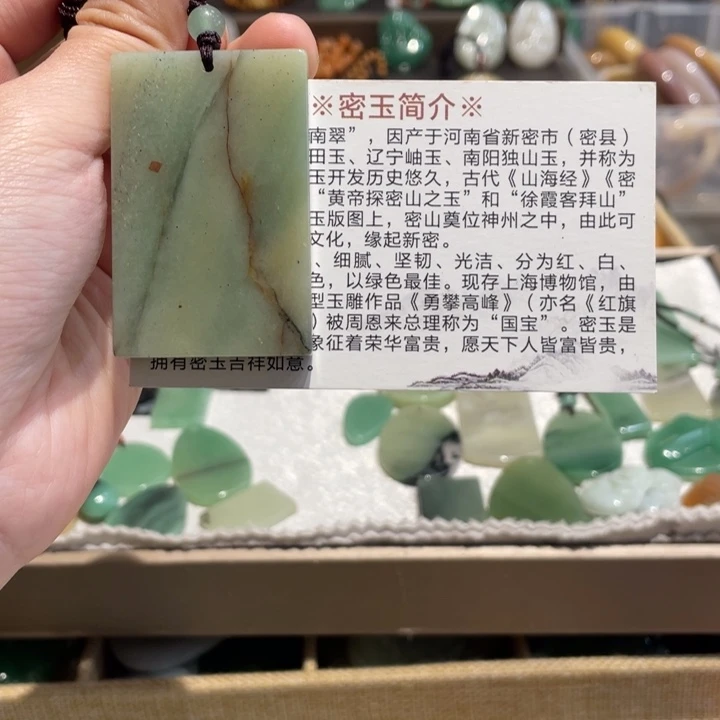 ※密玉简介※
南翠”，因产于河南省新密市（密县）
田玉、辽宁岫玉、南阳独山玉，并称为
玉开发历史悠久，古代《山海经》《密
“黄帝探密山之玉”和“徐霞客拜山”
玉版图上，密山奠位神州之中，由此可
文化，缘起新密。
、细腻、坚韧、光洁、分为红、白、
色，以绿色最佳。现存上海博物馆，由
型玉雕作品《勇攀高峰》（亦名《红旗
）被周恩来总理称为“国宝”。密玉是
象征着荣华富贵，愿天下人皆富皆贵，
拥有密玉吉祥如意。